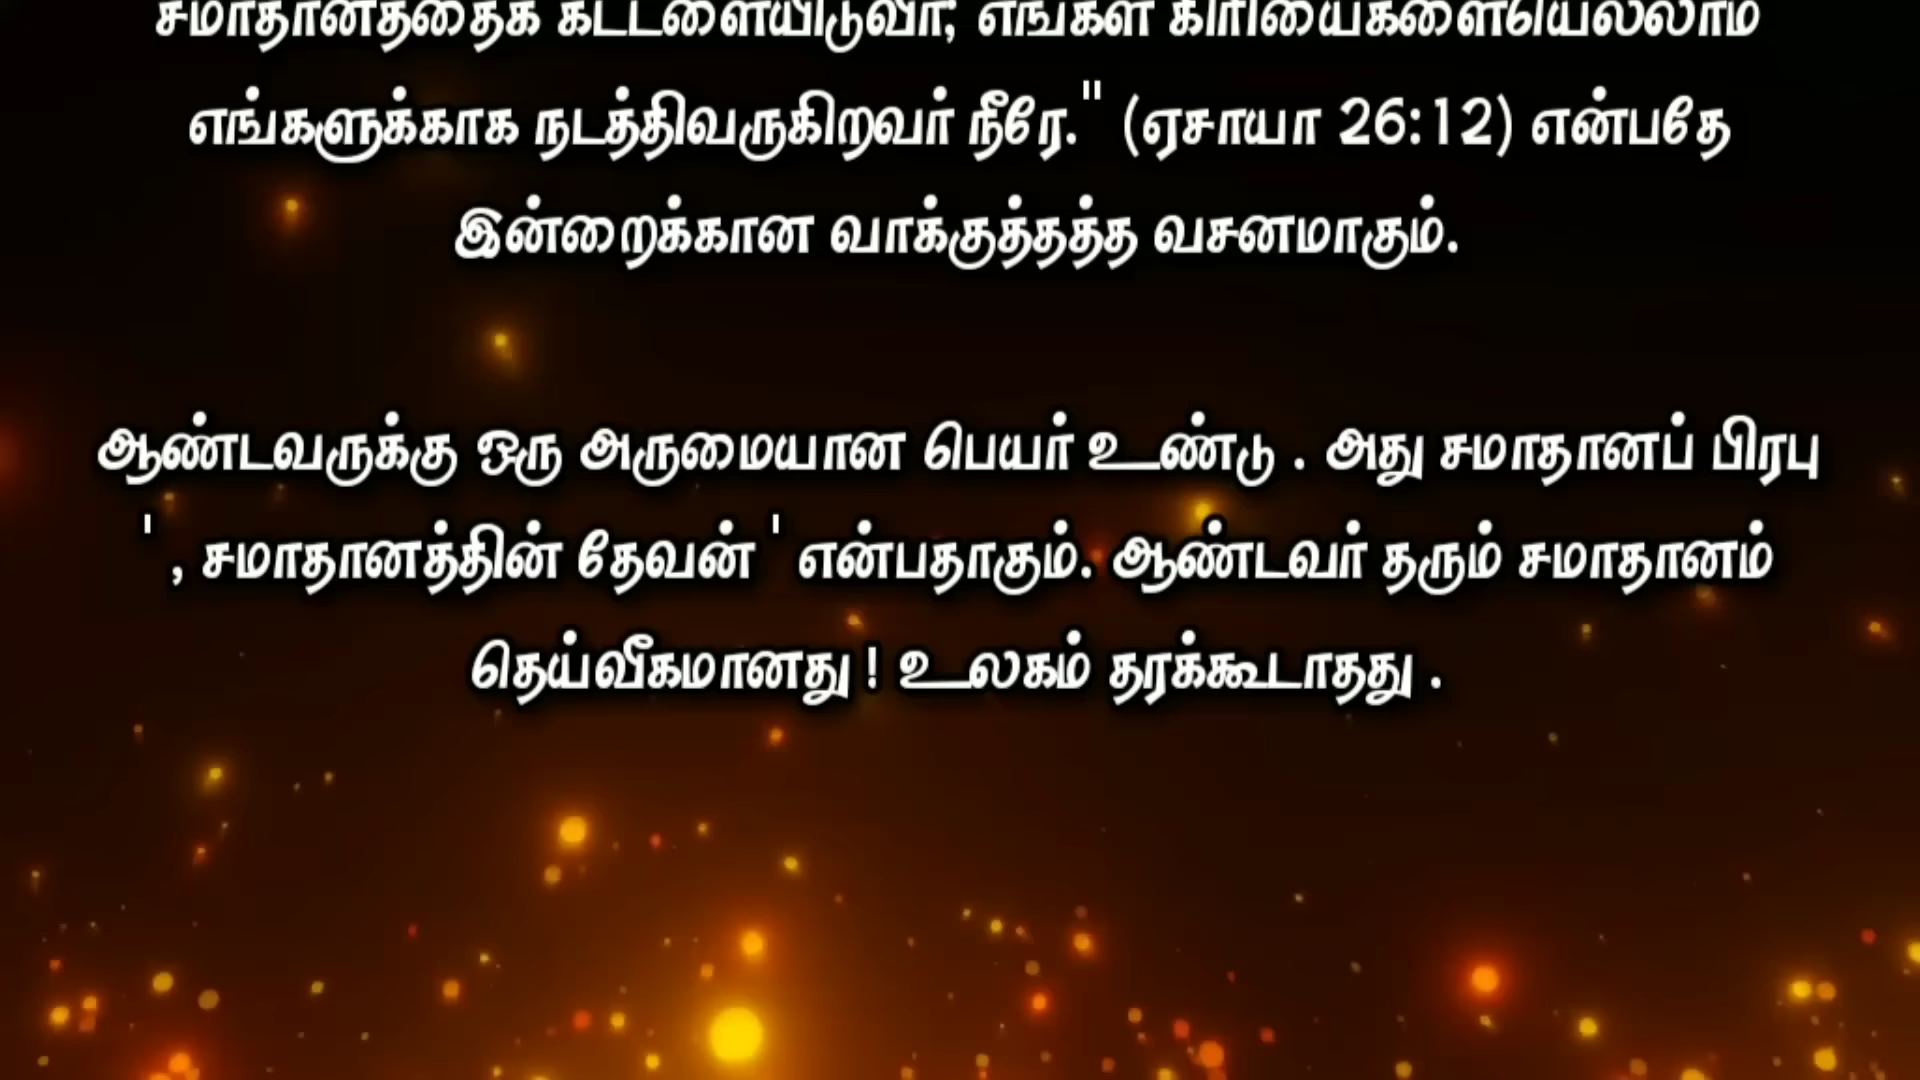 சமாதானத்தைக் கட்டளையிடுவீர்; எங்கள் கிரியைகளையெல்லாம்
எங்களுக்காக நடத்திவருகிறவர் நீரே." (ஏசாயா 26:12) என்பதே
இன்றைக்கான வாக்குத்தத்த வசனமாகும்.
ஆண்டவருக்கு ஒரு அருமையான பெயர் உண்டு . அது சமாதானப் பிரபு
' , சமாதானத்தின் தேவன் ' என்பதாகும். ஆண்டவர் தரும் சமாதானம்
தெய்வீகமானது ! உலகம் தரக்கூடாதது .